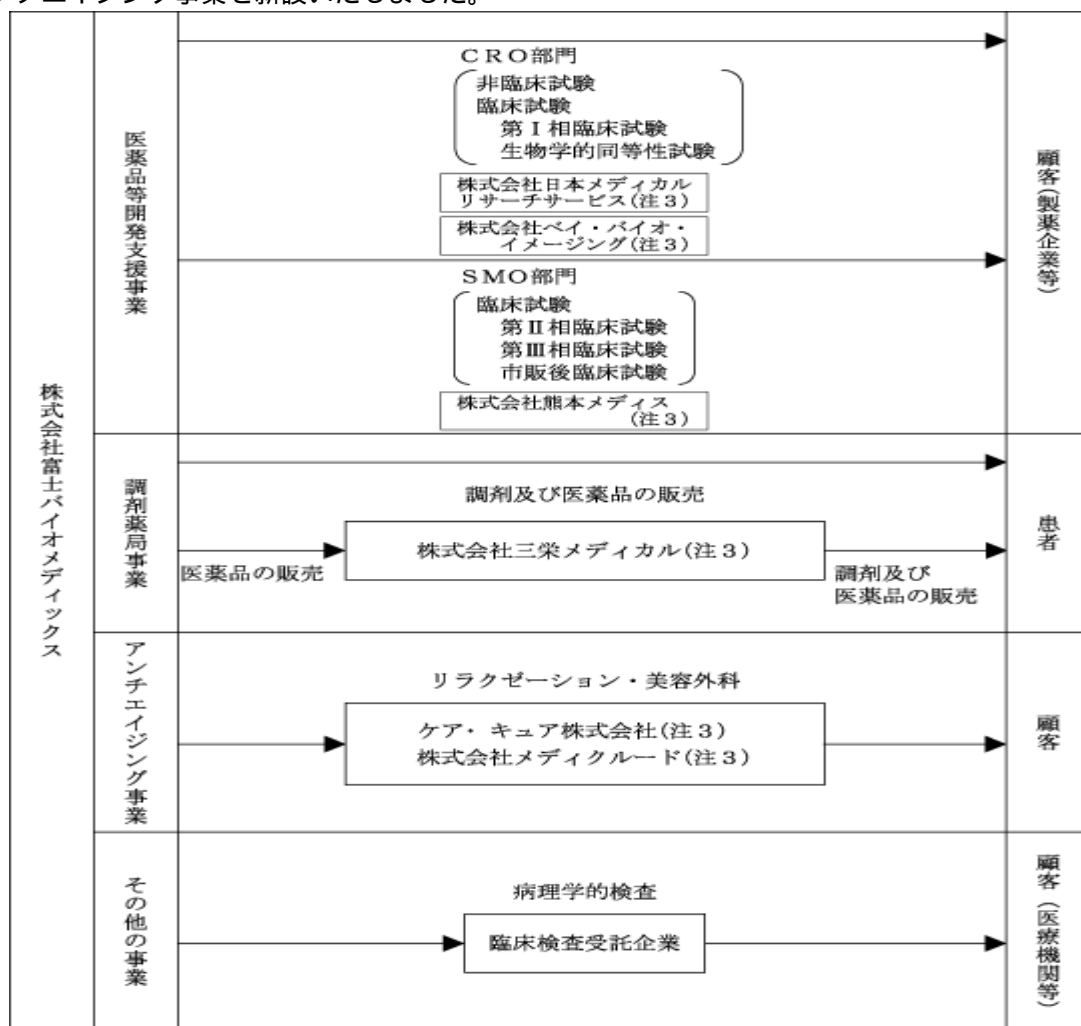 チエイジング事業を新設いたしました。
株式会社富士バイオメディックス
医薬品等開発支援事業
CRO部門
非臨床試験
臨床試験
第Ⅰ相臨床試験
生物学的同等性試験
株式会社日本メディカル
リサーチサービス(注3)
株式会社ベイ・バイオ・
イメージング(注3)
SMO部門
臨床試験
第Ⅱ相臨床試験
第Ⅲ相臨床試験
市販後臨床試験
株式会社熊本メディス
(注3)
顧客(製薬企業等)
調剤薬局事業
調剤及び医薬品の販売
医薬品の販売
株式会社三栄メディカル(注3)
調剤及び
医薬品の販売
患者
アンチエイジング事業
リラクゼーション・美容外科
ケア・キュア株式会社(注3)
株式会社メディクルード(注3)
顧客
その他の事業
病理学的検査
臨床検査受託企業
顧客(医療機関等)